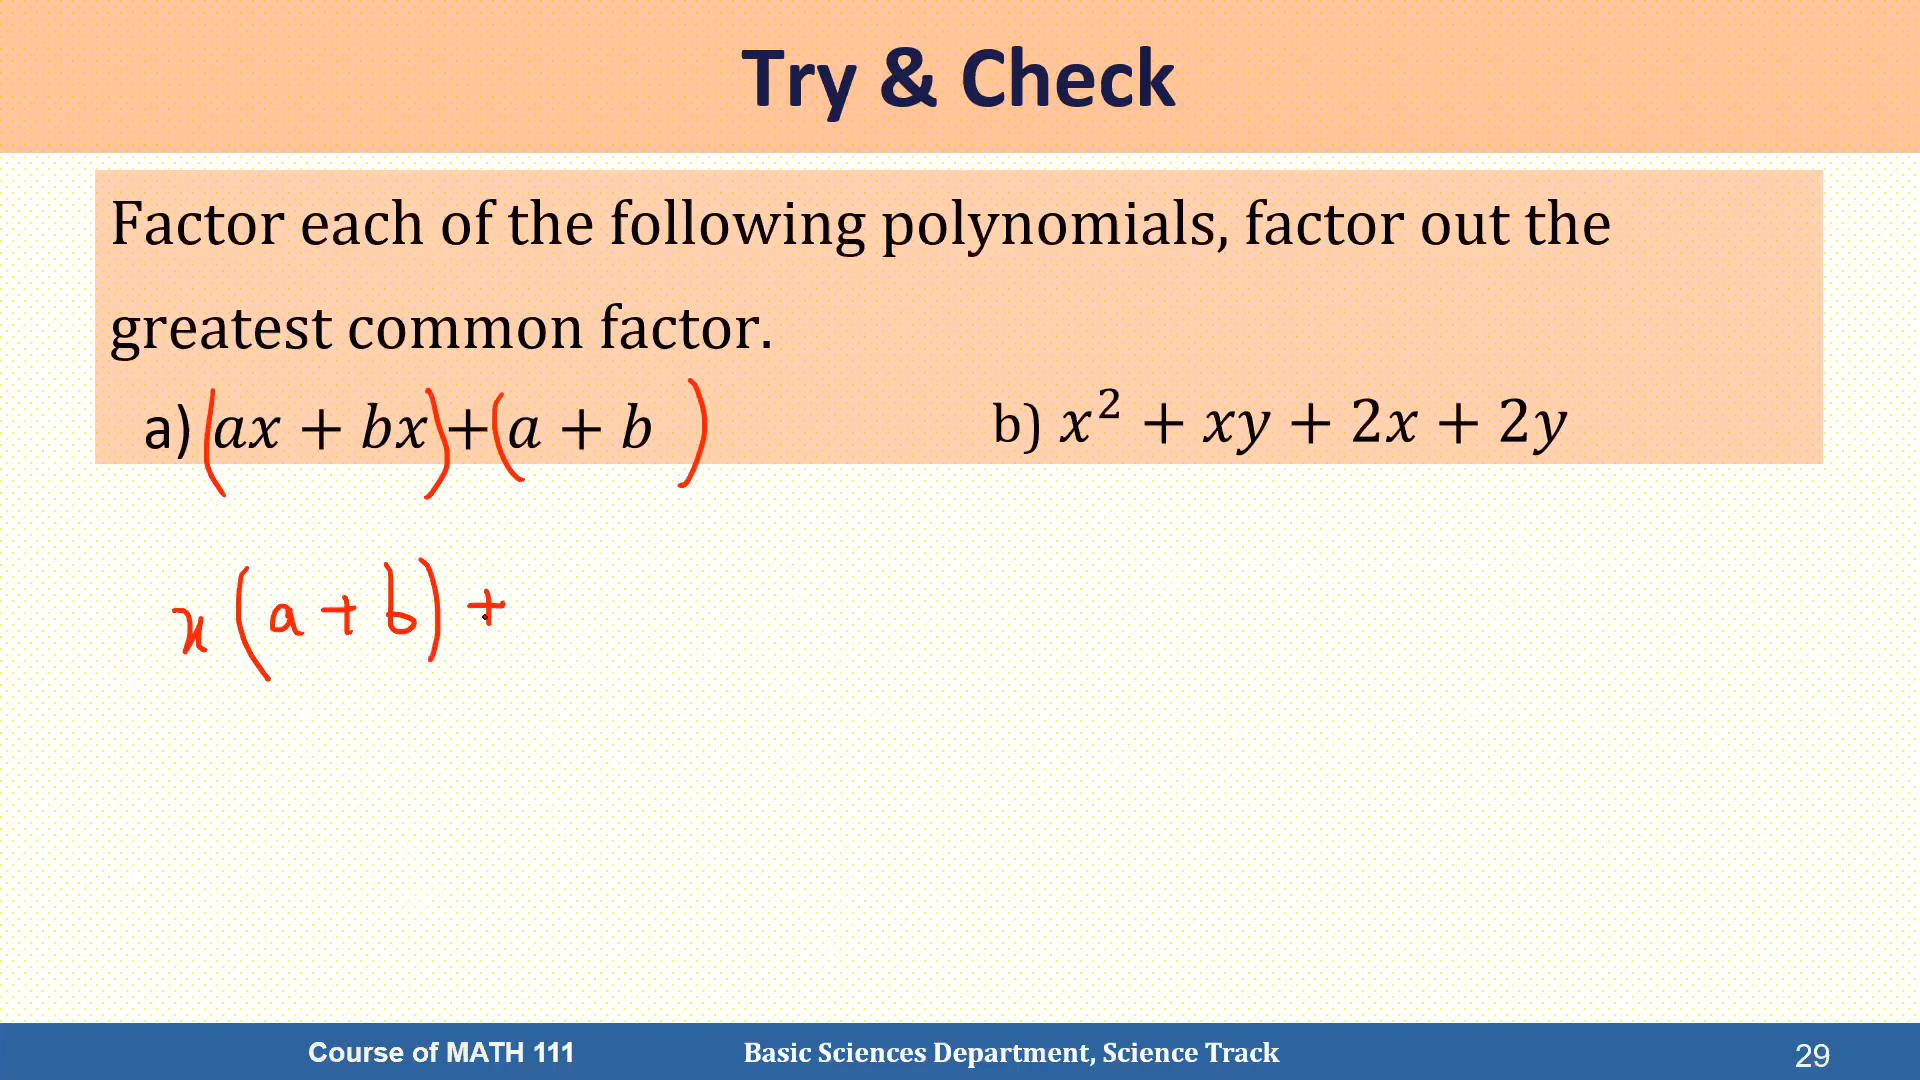 Try & Check
Factor each of the following polynomials, factor out the
greatest common factor.
a) (ax + bx) + (a + b )
b) x² + xy + 2x + 2y
x (a + b) +
Course of MATH 111
Basic Sciences Department, Science Track
29